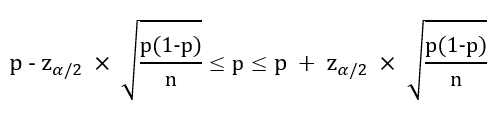 p - z_{α/2} × √(p(1-p)/n) ≤ p ≤ p + z_{α/2} × √(p(1-p)/n)